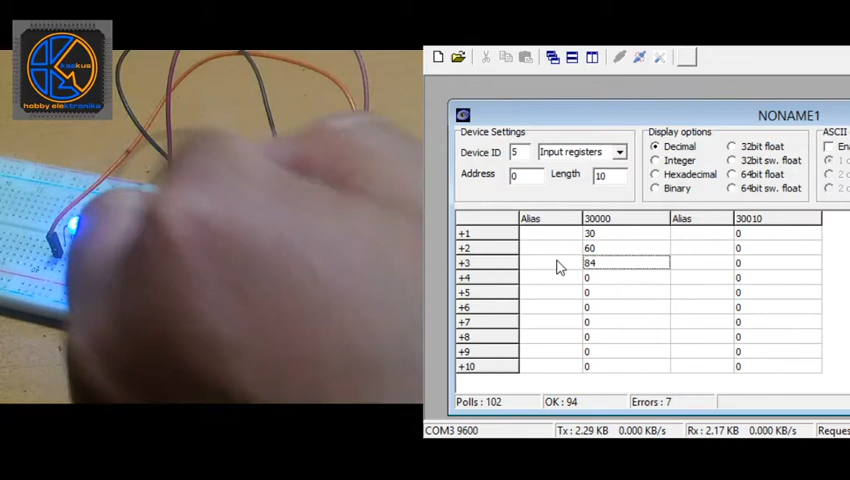 kaskus
hobby elektronika
NONAME1
Device Settings
Device ID 5 Input registers
Address 0 Length 10
Display options
Decimal 32bit float
Integer 32bit sw. float
Hexadecimal 64bit float
Binary 64bit sw. float
ASCII
Alias 30000 Alias 30010
+1 30 0
+2 60 0
+3 84 0
+4 0 0
+5 0 0
+6 0 0
+7 0 0
+8 0 0
+9 0 0
+10 0 0
Polls : 102 OK : 94 Errors : 7
COM3 9600 Tx : 2.29 KB 0.000 KB/s Rx : 2.17 KB 0.000 KB/s